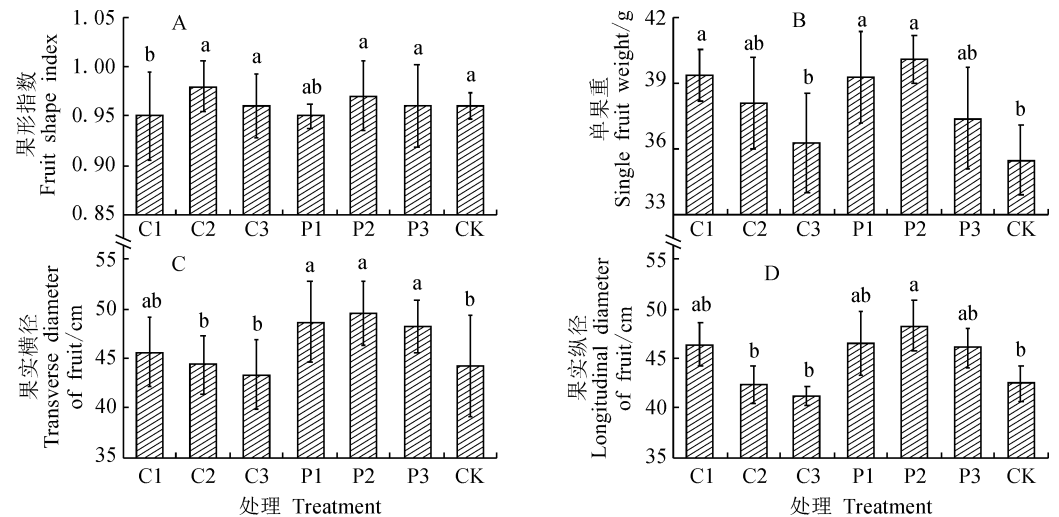 A
果形指数
Fruit shape index
1.05
1.00
0.95
0.90
0.85
b
a
a
ab
a
a
a
C1 C2 C3 P1 P2 P3 CK
B
单果重
Single fruit weight/g
42
39
36
33
a
ab
b
a
a
ab
b
C1 C2 C3 P1 P2 P3 CK
C
果实横径
Transverse diameter
of fruit/cm
55
50
45
40
35
ab
b
b
a
a
a
b
C1 C2 C3 P1 P2 P3 CK
处理 Treatment
D
果实纵径
Longitudinal diameter
of fruit/cm
55
50
45
40
35
ab
b
b
ab
a
ab
b
C1 C2 C3 P1 P2 P3 CK
处理 Treatment